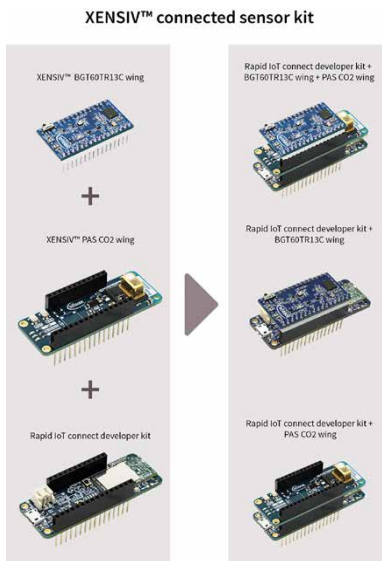 XENSIV™ connected sensor kit
XENSIV™ BGT60TR13C wing
+
XENSIV™ PAS CO2 wing
+
Rapid IoT connect developer kit
Rapid IoT connect developer kit +
BGT60TR13C wing + PAS CO2 wing
Rapid IoT connect developer kit +
BGT60TR13C wing
Rapid IoT connect developer kit +
PAS CO2 wing